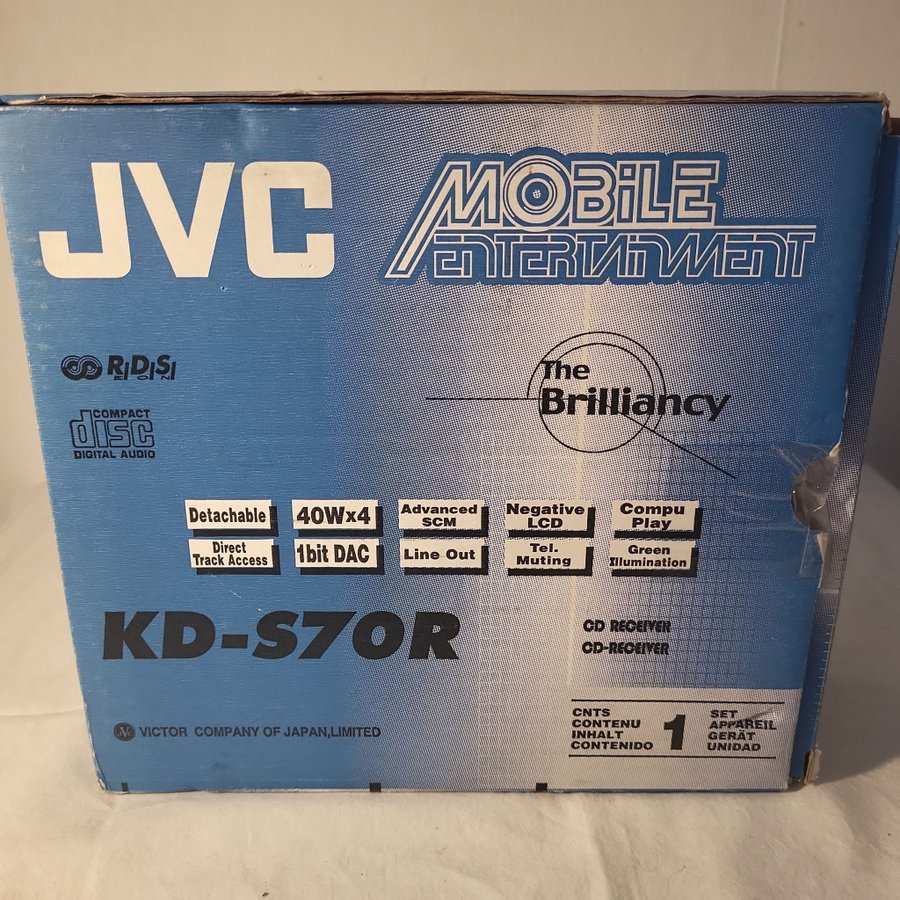 JVC
MOBiLE
ENTERTAINMENT
R|D|S|
EON
COMPACT
disc
DIGITAL AUDIO
The
Brilliancy
Detachable
40Wx4
Advanced
SCM
Negative
LCD
Compu
Play
Direct
Track Access
1bit DAC
Line Out
Tel.
Muting
Green
Illumination
KD-S70R
CD RECEIVER
CD-RECEIVER
VICTOR COMPANY OF JAPAN,LIMITED
CNTS
CONTENU
INHALT
CONTENIDO
1
SET
APPAREIL
GERÄT
UNIDAD